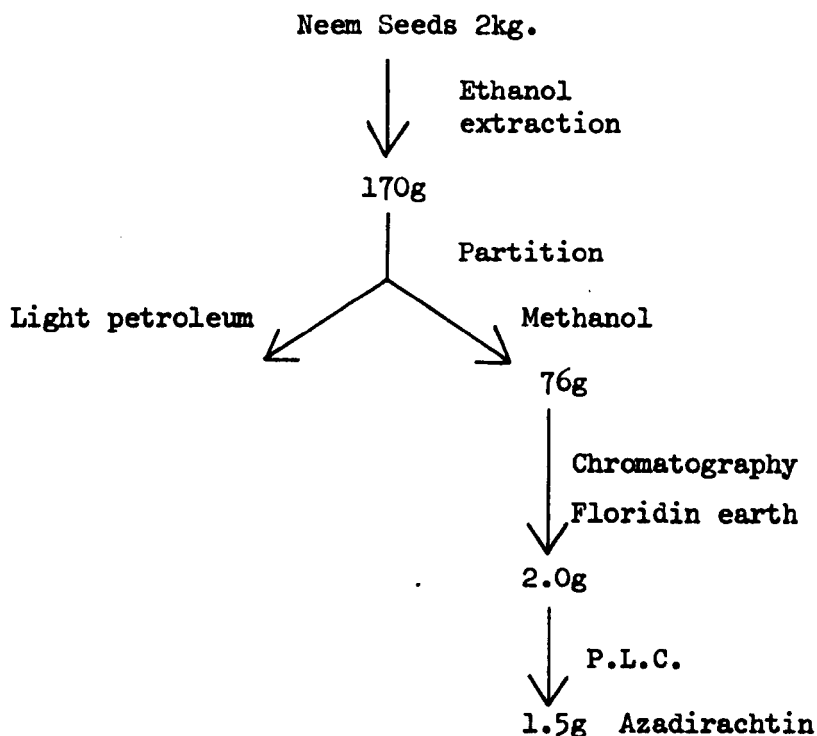 Neem Seeds 2kg.
Ethanol
extraction
170g
Partition
Light petroleum
Methanol
76g
Chromatography
Floridin earth
2.0g
P.L.C.
1.5g Azadirachtin